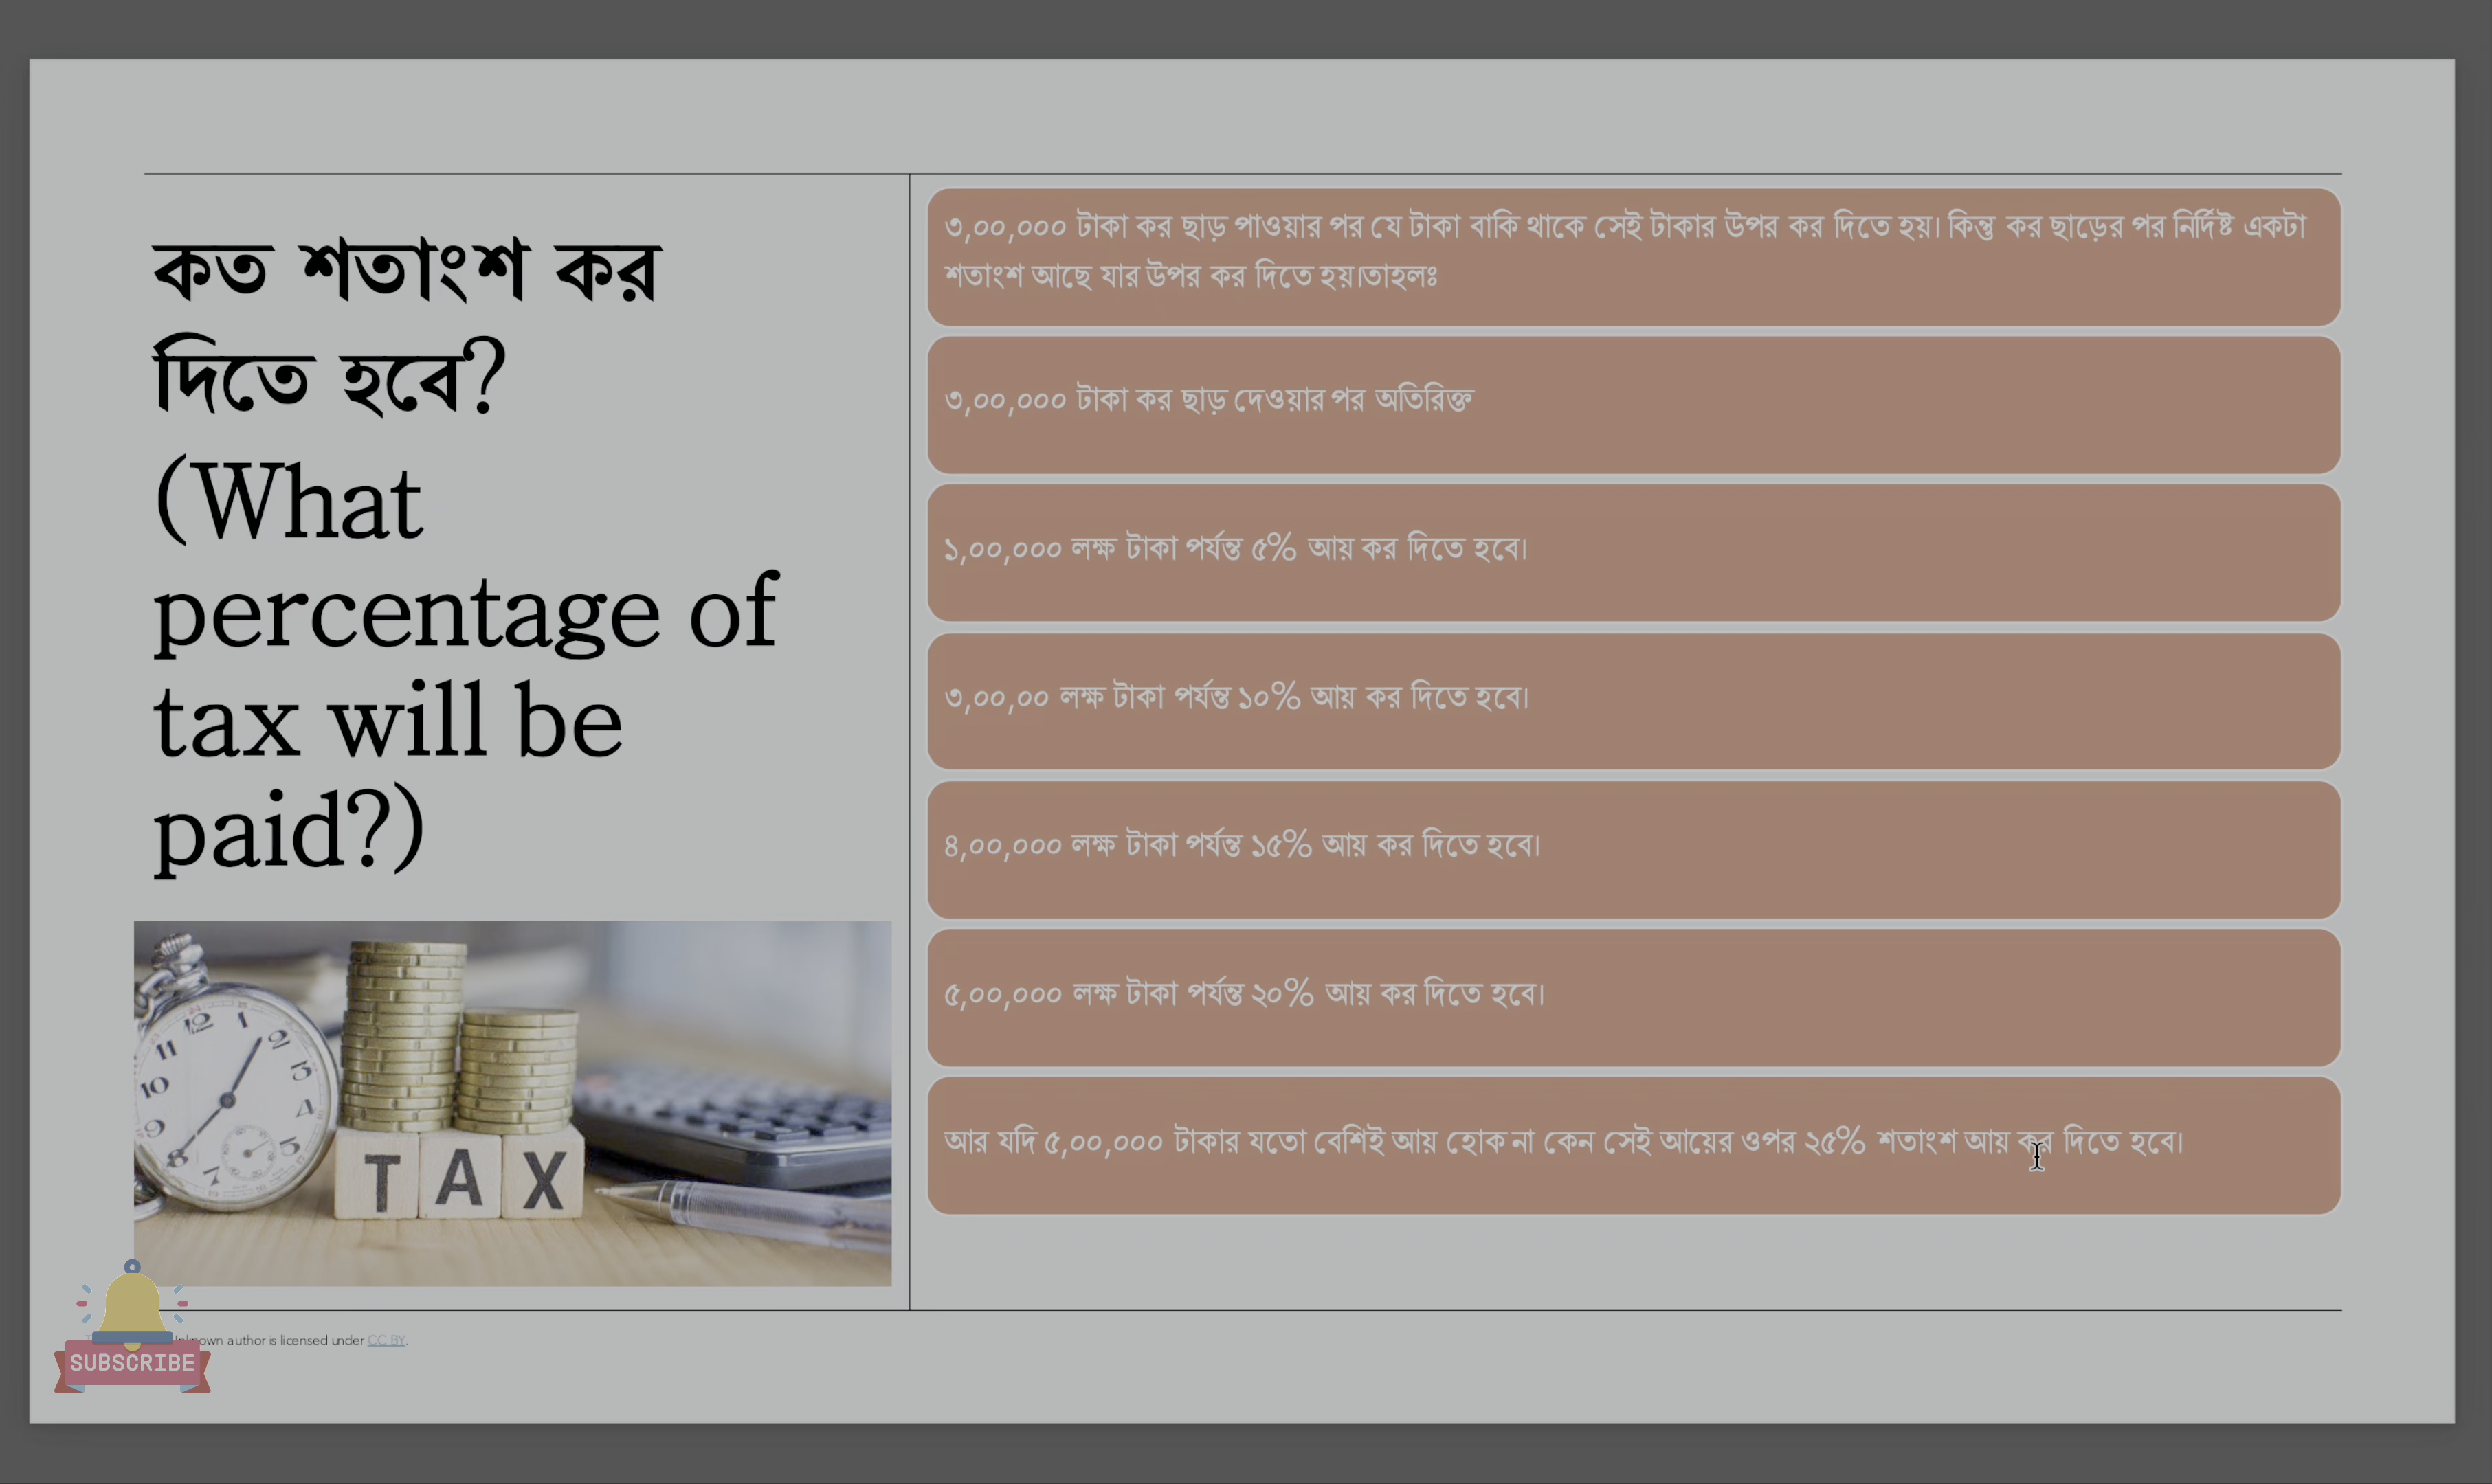 কত শতাংশ কর
দিতে হবে?
(What
percentage of
tax will be
paid?)
৩,০০,০০০ টাকা কর ছাড় পাওয়ার পর যে টাকা বাকি থাকে সেই টাকার উপর কর দিতে হয়। কিন্তু কর ছাড়ের পর নির্দিষ্ট একটা
শতাংশ আছে যার উপর কর দিতে হয়।তাহলঃ
৩,০০,০০০ টাকা কর ছাড় দেওয়ার পর অতিরিক্ত
১,০০,০০০ লক্ষ টাকা পর্যন্ত ৫% আয় কর দিতে হবে।
৩,০০,০০ লক্ষ টাকা পর্যন্ত ১০% আয় কর দিতে হবে।
৪,০০,০০০ লক্ষ টাকা পর্যন্ত ১৫% আয় কর দিতে হবে।
৫,০০,০০০ লক্ষ টাকা পর্যন্ত ২০% আয় কর দিতে হবে।
আর যদি ৫,০০,০০০ টাকার যতো বেশিই আয় হোক না কেন সেই আয়ের ওপর ২৫% শতাংশ আয় কর দিতে হবে।
TAX
Unknown author is licensed under CC BY.
SUBSCRIBE